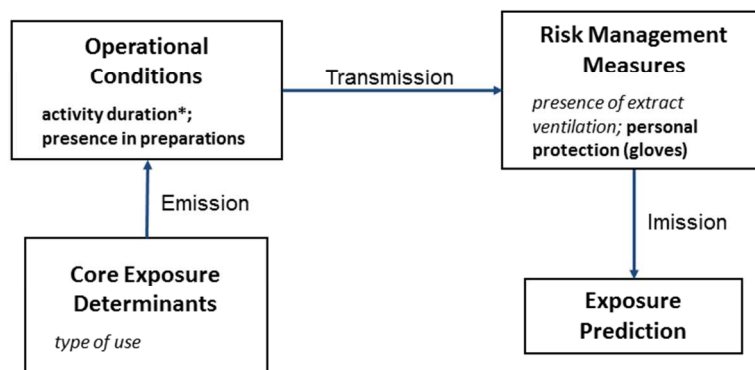 Operational
Conditions
activity duration*;
presence in preparations
Transmission
Risk Management
Measures
presence of extract
ventilation; personal
protection (gloves)
Emission
Imission
Core Exposure
Determinants
type of use
Exposure
Prediction